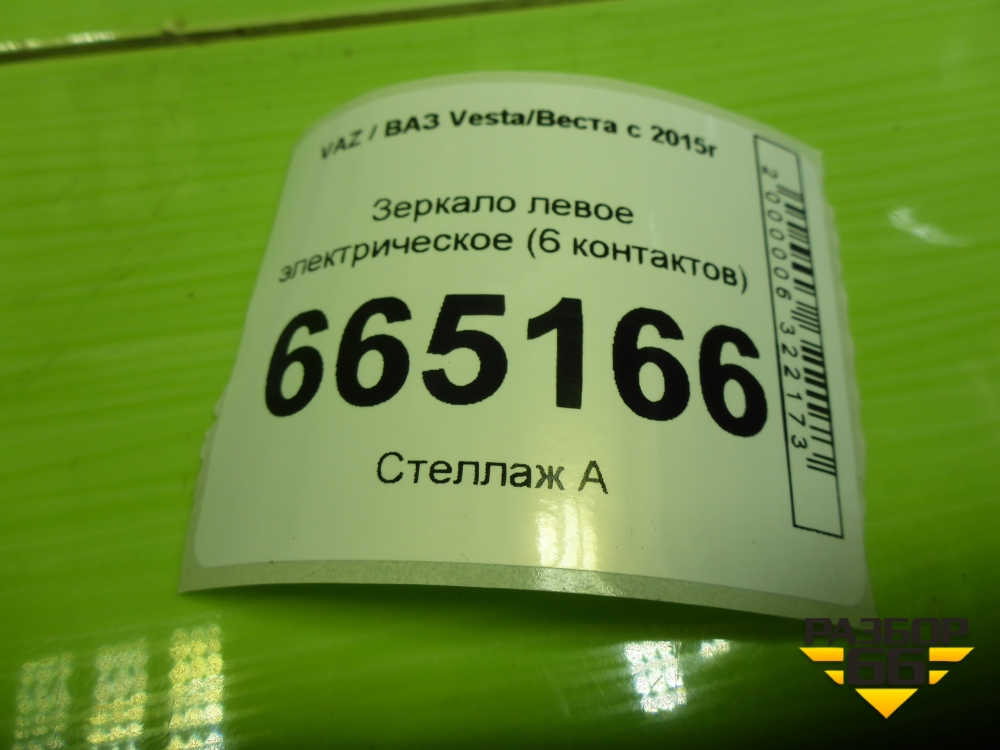 VAZ / ВАЗ Vesta/Веста с 2015г
Зеркало левое
электрическое (6 контактов)
665166
Стеллаж А
2000006322173
РАЗБОР
66